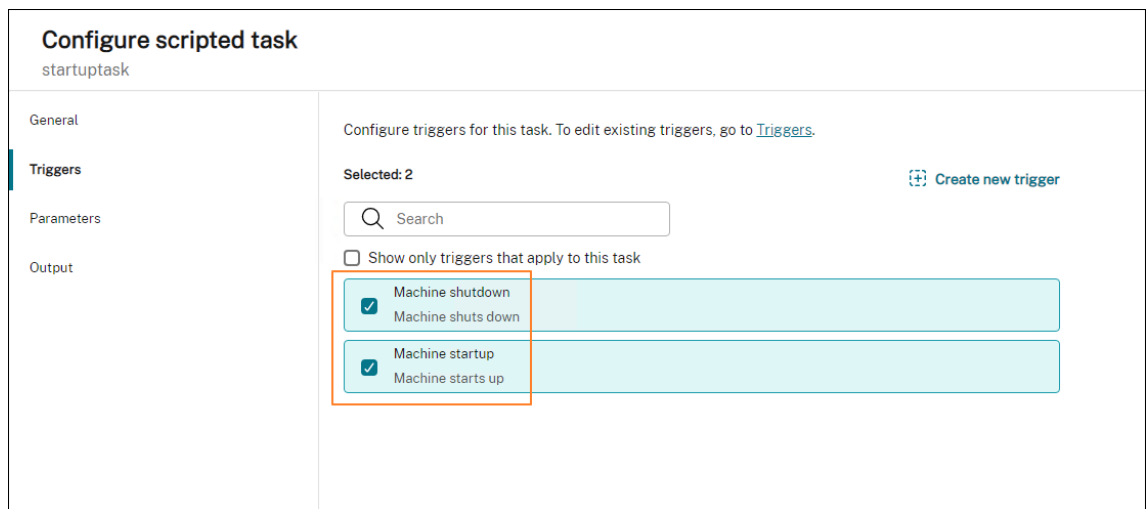 Configure scripted task
startuptask
General
Triggers
Parameters
Output
Configure triggers for this task. To edit existing triggers, go to Triggers.
Selected: 2
Create new trigger
Search
Show only triggers that apply to this task
Machine shutdown
Machine shuts down
Machine startup
Machine starts up